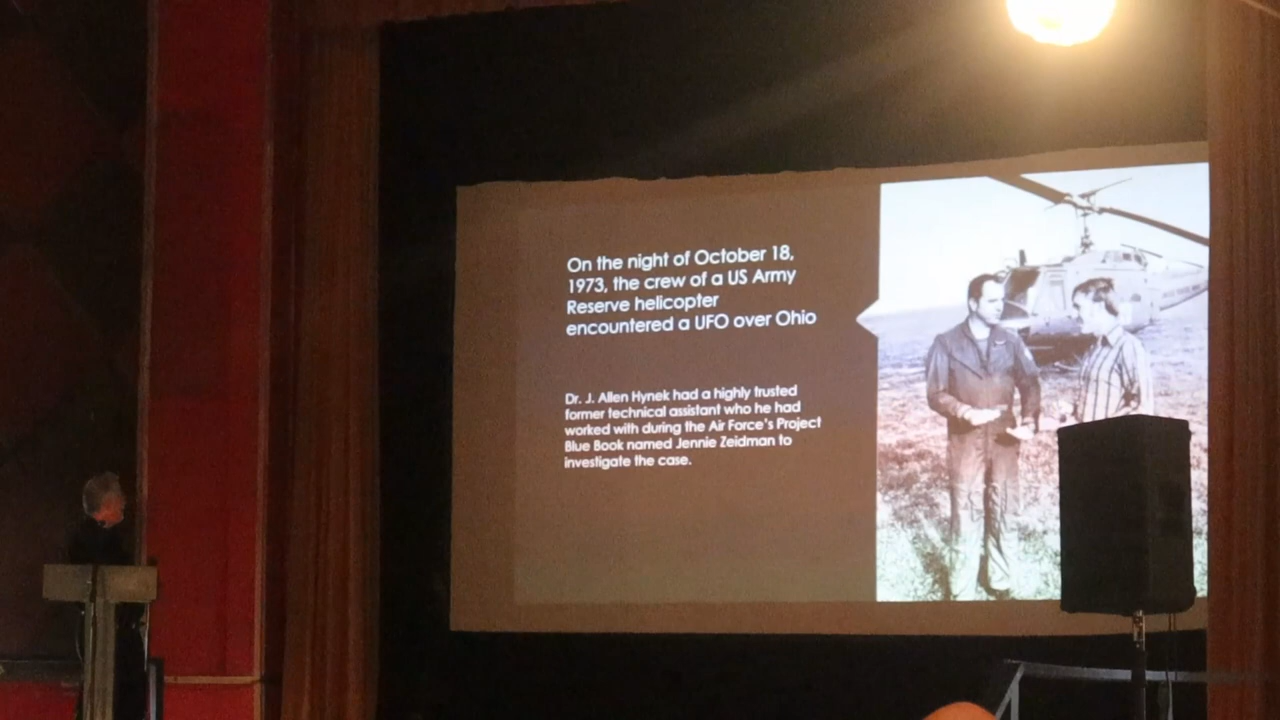 On the night of October 18,
1973, the crew of a US Army
Reserve helicopter
encountered a UFO over Ohio
Dr. J. Allen Hynek had a highly trusted
former technical assistant who he had
worked with during the Air Force's Project
Blue Book named Jennie Zeidman to
investigate the case.